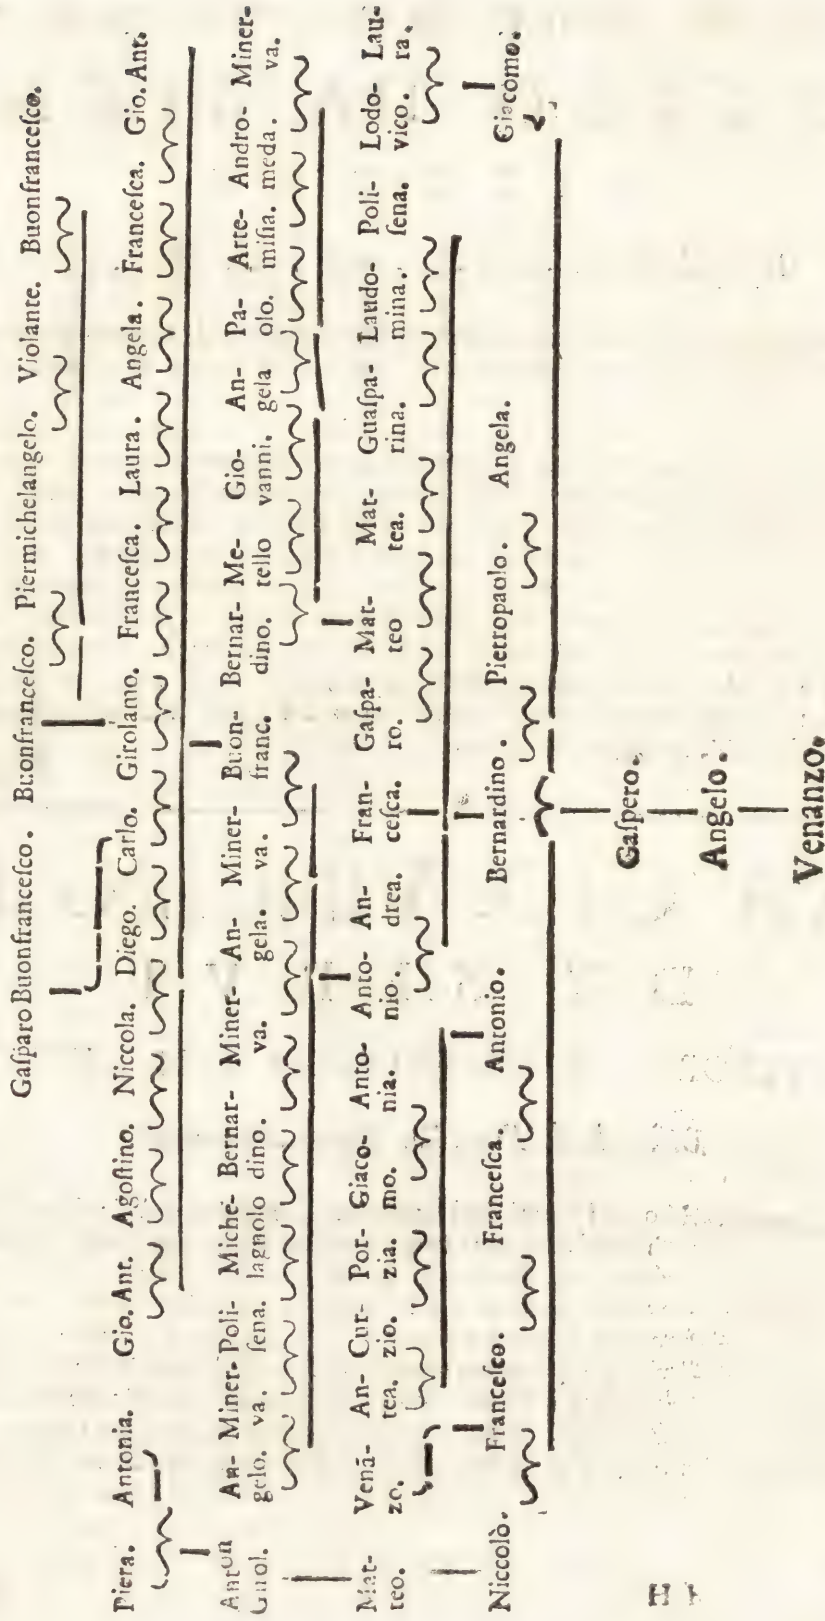 Gaſparo Buonfranceſco. Buonfranceſco. Piermichelangelo. Violante. Buonfranceſco.
Piera. Antonia. Gio. Ant. Agoſtino. Niccola. Diego. Carlo. Girolamo. Franceſca. Laura. Angela. Franceſca. Gio. Ant.
Anton An- Miner- Poli- Miche- Bernar- Miner- An- Miner- Buon- Bernar- Me- Gio- An- Pa- Arte- Andro- Miner-
gelo. va. ſena. lagnolo dino. va. gela. va. franc. dino. tello vanni. gela olo. miſia. meda. va.
Mat- Venā- An- Cur- Por- Giaco- Anto- Anto- An- Fran- Gaſpa- Mat- Mat- Guaſpa- Laudo- Poli- Lodo- Lau-
teo. zo. tea. zio. zia. mo. nia. nio. drea. ceſca. ro. teo tea. rina. mina. ſena. vico. ra.
Niccolò. Franceſco. Franceſca. Antonio. Bernardino. Pietropaolo. Angela. Giacomo.
Gaſpero.
Angelo.
Venanzo.